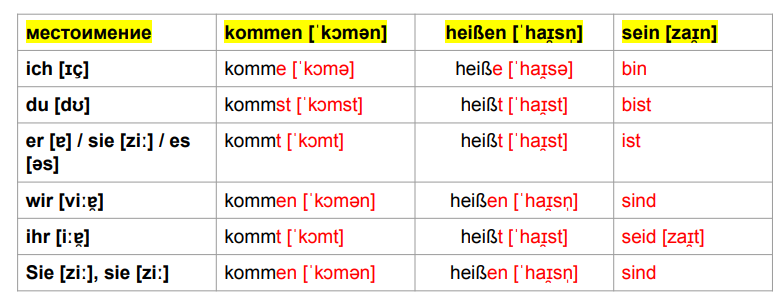 местоимение kommen [ˈkɔmən] heißen [ˈhaɪ̯sn̩] sein [zaɪ̯n]
ich [ɪç] komme [ˈkɔmə] heiße [ˈhaɪ̯sə] bin
du [dʊ] kommst [ˈkɔmst] heißt [ˈhaɪ̯st] bist
er [ɐ] / sie [ziː] / es kommt [ˈkɔmt] heißt [ˈhaɪ̯st] ist
[əs]
wir [viːɐ̯] kommen [ˈkɔmən] heißen [ˈhaɪ̯sn̩] sind
ihr [iːɐ̯] kommt [ˈkɔmt] heißt [ˈhaɪ̯st] seid [zaɪ̯t]
Sie [ziː], sie [ziː] kommen [ˈkɔmən] heißen [ˈhaɪ̯sn̩] sind